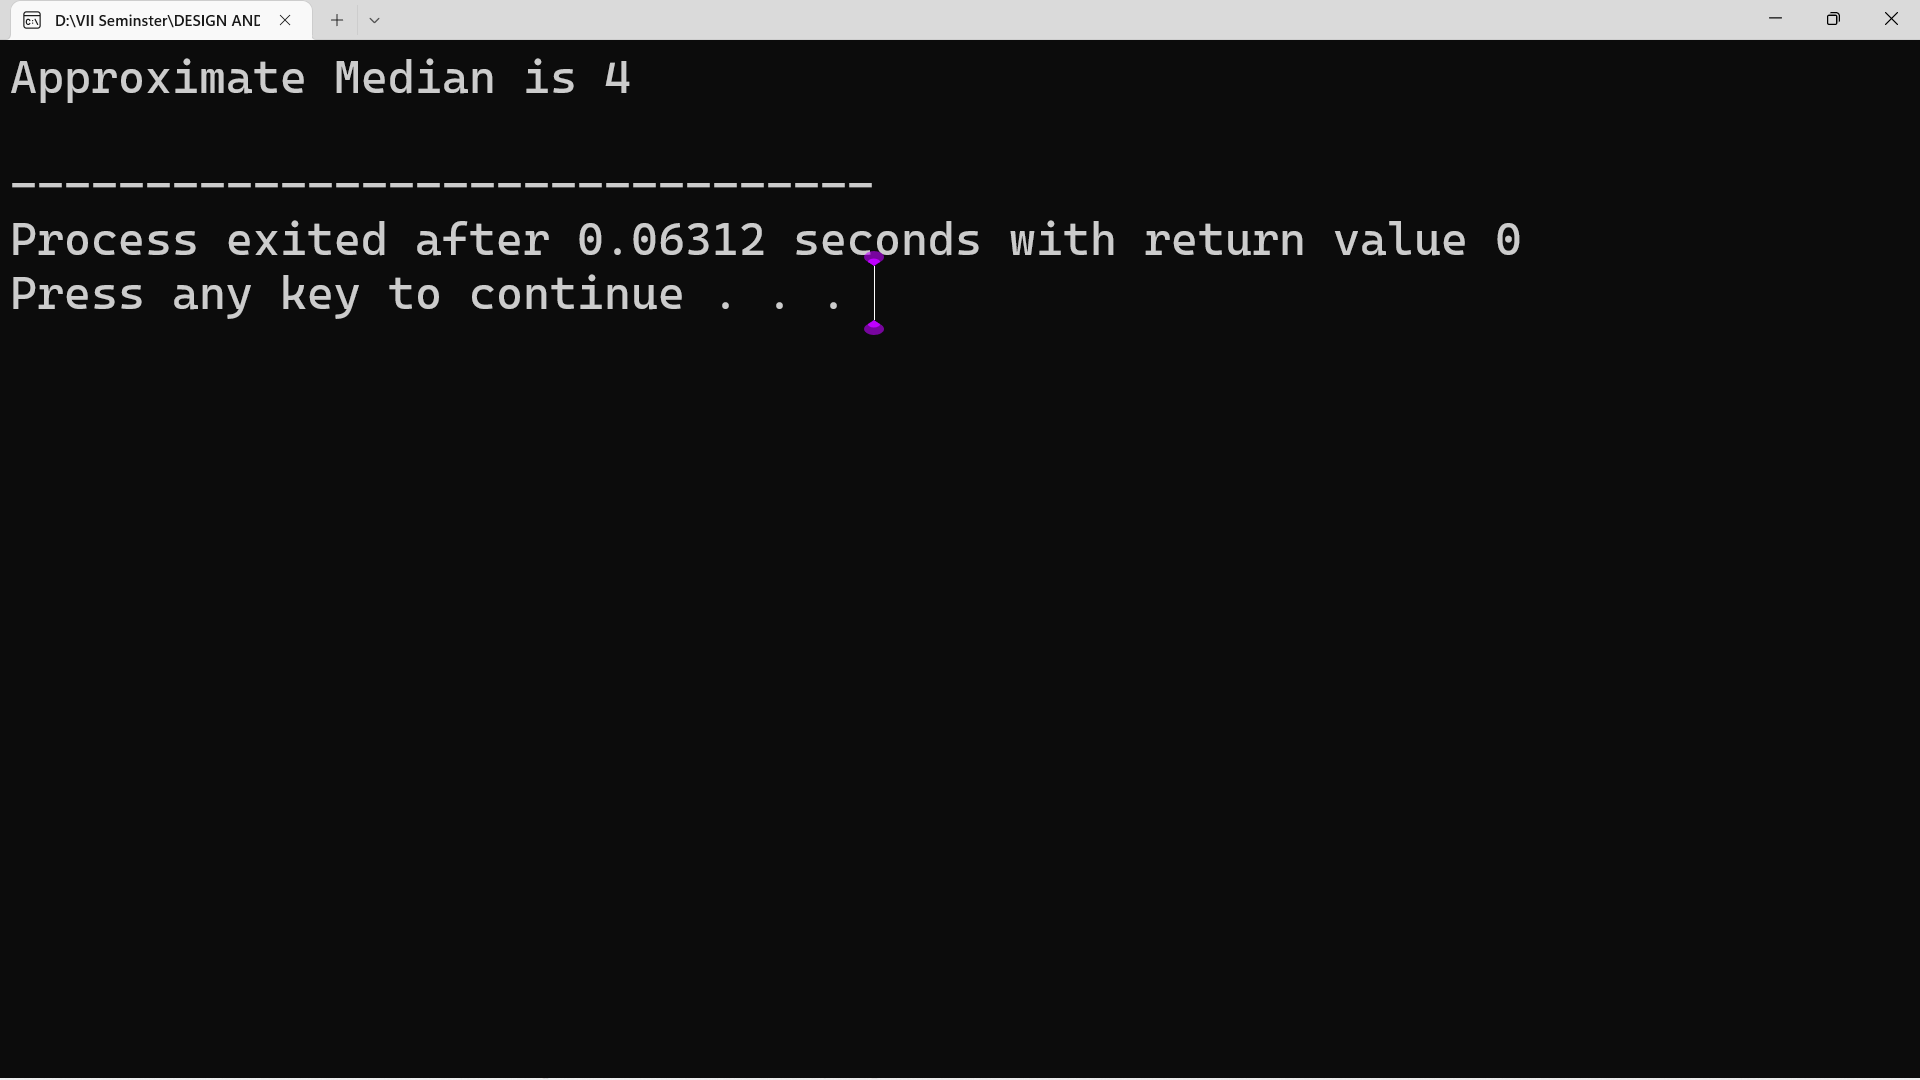 D:\VII Seminster\DESIGN AND
Approximate Median is 4
--------------------------------
Process exited after 0.06312 seconds with return value 0
Press any key to continue . . .